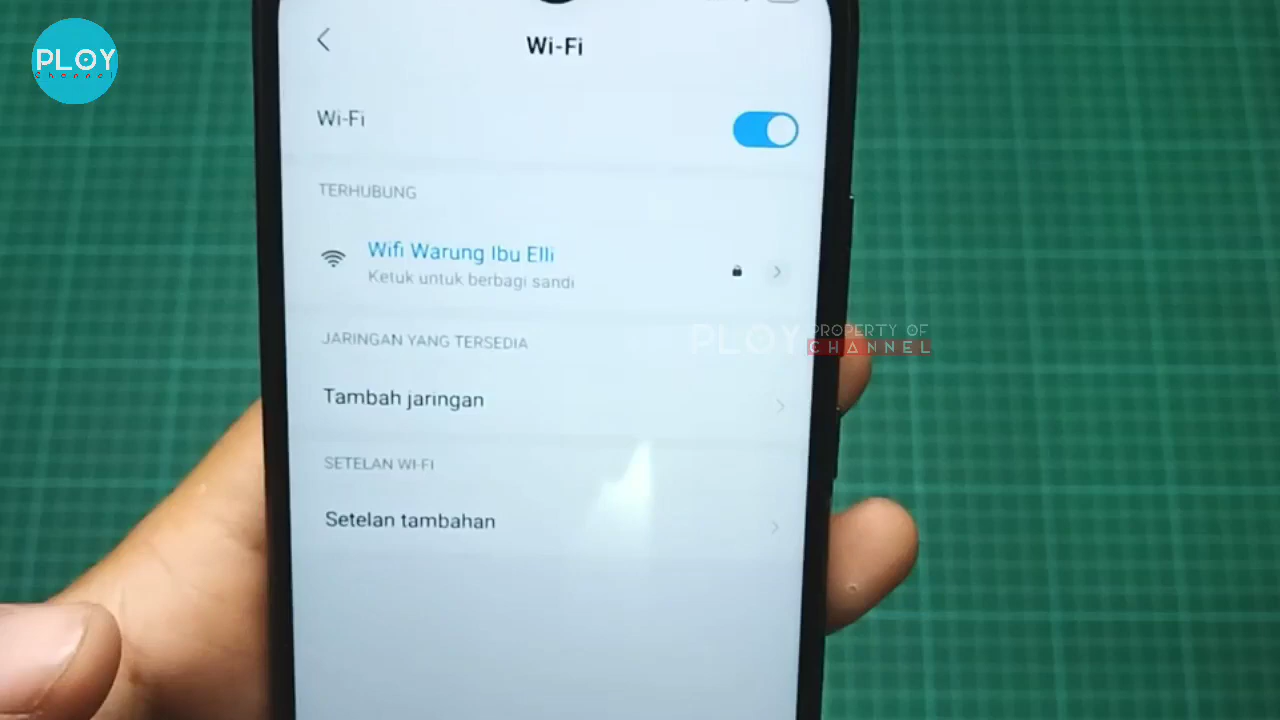 PLOY
Channel
Wi-Fi
Wi-Fi
TERHUBUNG
Wifi Warung Ibu Elli
Ketuk untuk berbagi sandi
JARINGAN YANG TERSEDIA
PLOY PROPERTY OF
CHANNEL
Tambah jaringan
SETELAN WI-FI
Setelan tambahan